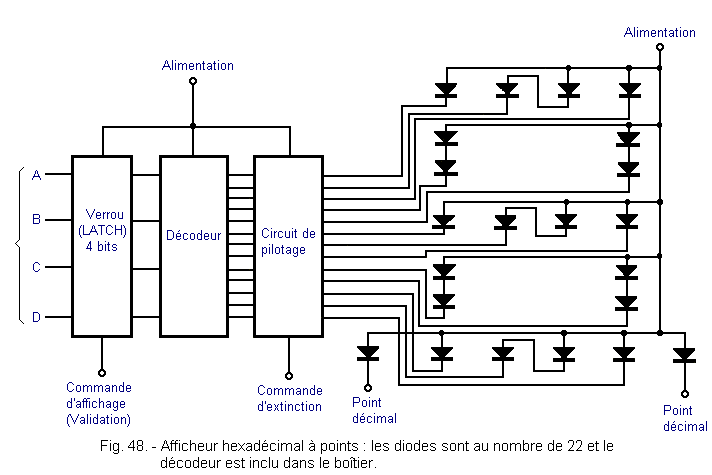 Alimentation
Alimentation
A
B
C
D
Verrou
(LATCH)
4 bits
Décodeur
Circuit de
pilotage
Commande
d'affichage
(Validation)
Commande
d'extinction
Point
décimal
Point
décimal
Fig. 48. - Afficheur hexadécimal à points : les diodes sont au nombre de 22 et le
décodeur est inclu dans le boîtier.